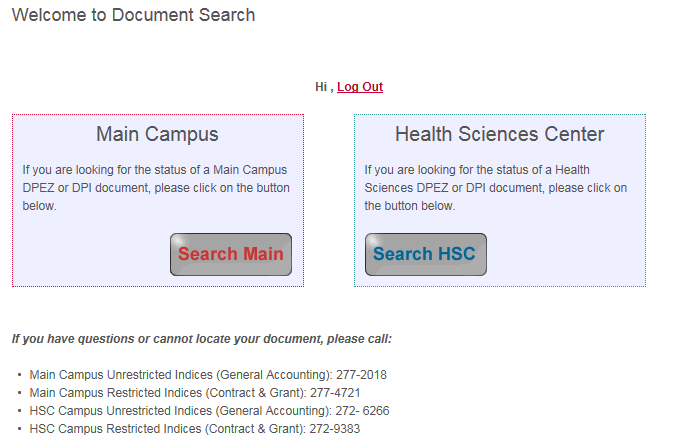 Welcome to Document Search
Hi , Log Out
Main Campus
If you are looking for the status of a Main Campus
DPEZ or DPI document, please click on the button
below.
Search Main
Health Sciences Center
If you are looking for the status of a Health
Sciences DPEZ or DPI document, please click on
the button below.
Search HSC
If you have questions or cannot locate your document, please call:
• Main Campus Unrestricted Indices (General Accounting): 277-2018
• Main Campus Restricted Indices (Contract & Grant): 277-4721
• HSC Campus Unrestricted Indices (General Accounting): 272- 6266
• HSC Campus Restricted Indices (Contract & Grant): 272-9383